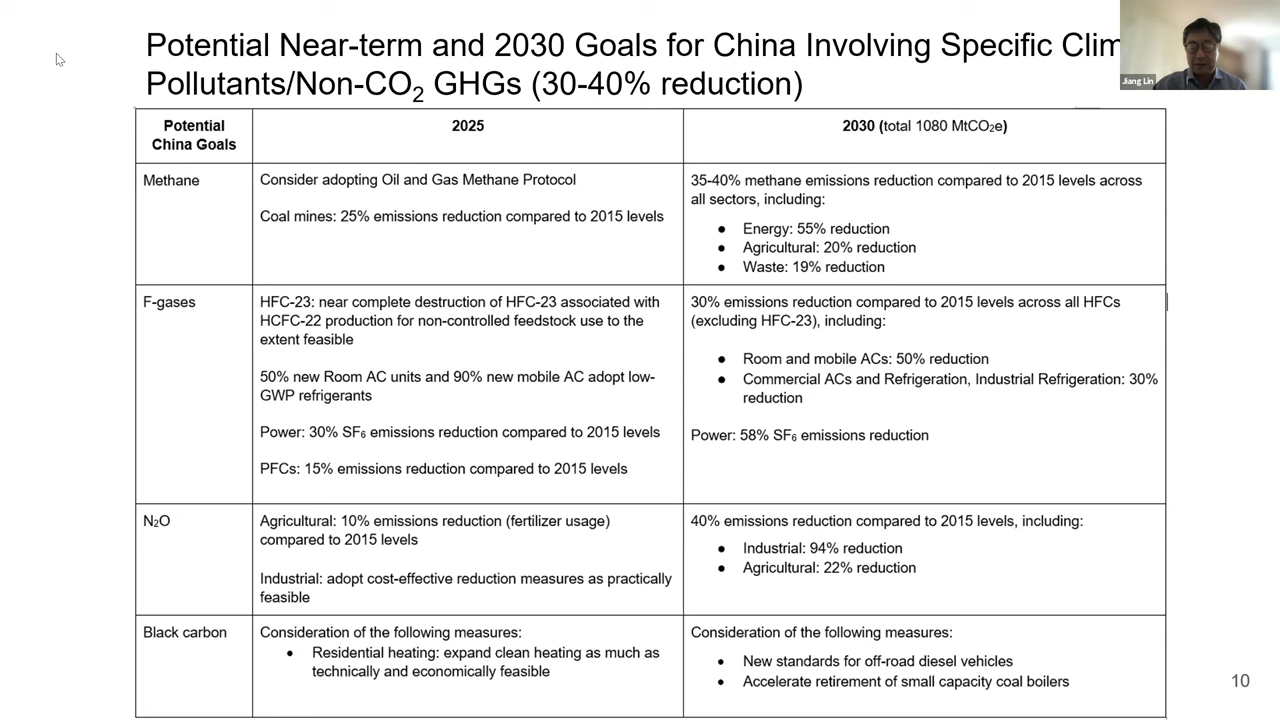 Potential Near-term and 2030 Goals for China Involving Specific Clim
Pollutants/Non-CO₂ GHGs (30-40% reduction)
Jiang Lin
Potential
China Goals
2025
2030 (total 1080 MtCO₂e)
Methane
Consider adopting Oil and Gas Methane Protocol
Coal mines: 25% emissions reduction compared to 2015 levels
35-40% methane emissions reduction compared to 2015 levels across
all sectors, including:
● Energy: 55% reduction
● Agricultural: 20% reduction
● Waste: 19% reduction
F-gases
HFC-23: near complete destruction of HFC-23 associated with
HCFC-22 production for non-controlled feedstock use to the
extent feasible
50% new Room AC units and 90% new mobile AC adopt low-
GWP refrigerants
Power: 30% SF₆ emissions reduction compared to 2015 levels
PFCs: 15% emissions reduction compared to 2015 levels
30% emissions reduction compared to 2015 levels across all HFCs
(excluding HFC-23), including:
● Room and mobile ACs: 50% reduction
● Commercial ACs and Refrigeration, Industrial Refrigeration: 30%
reduction
Power: 58% SF₆ emissions reduction
N₂O
Agricultural: 10% emissions reduction (fertilizer usage)
compared to 2015 levels
Industrial: adopt cost-effective reduction measures as practically
feasible
40% emissions reduction compared to 2015 levels, including:
● Industrial: 94% reduction
● Agricultural: 22% reduction
Black carbon
Consideration of the following measures:
● Residential heating: expand clean heating as much as
technically and economically feasible
Consideration of the following measures:
● New standards for off-road diesel vehicles
● Accelerate retirement of small capacity coal boilers
10